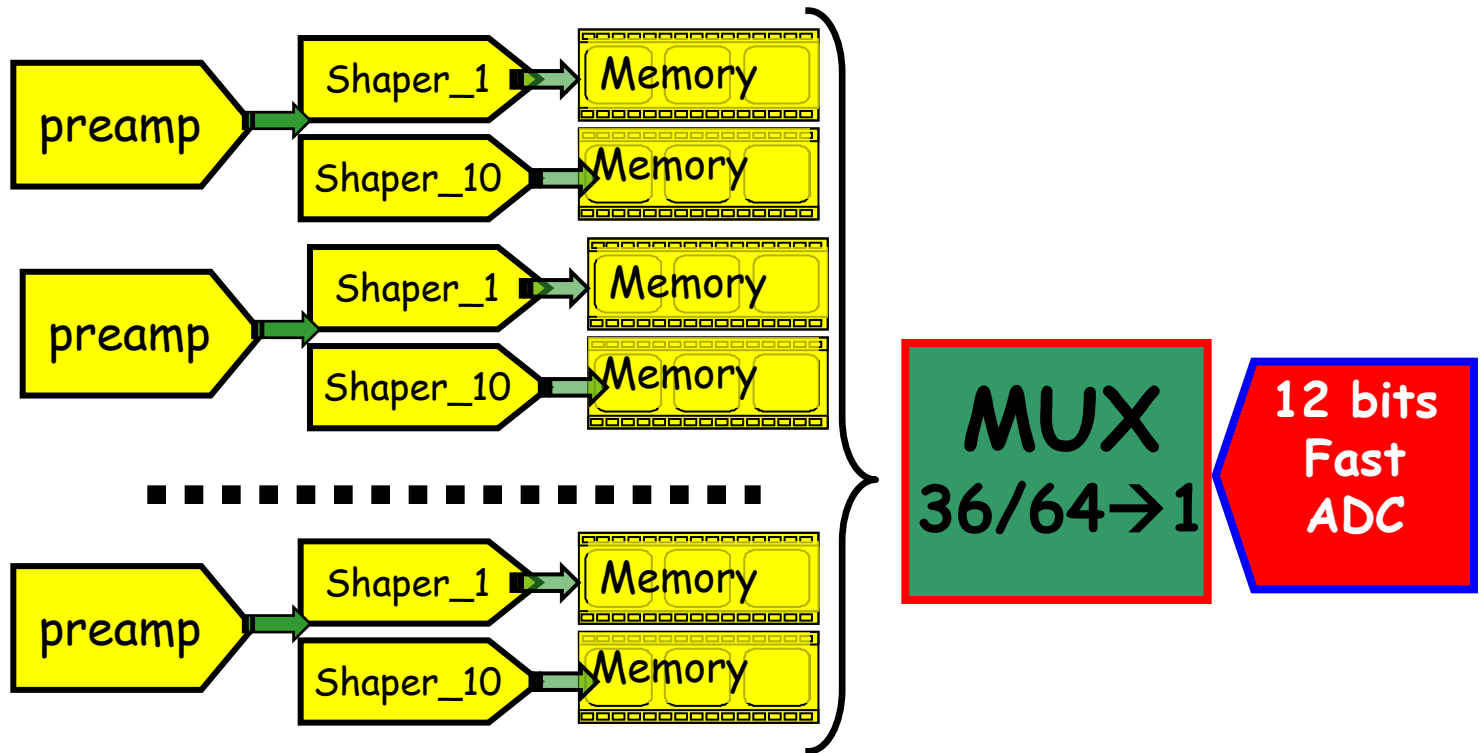 preamp
Shaper_1
Memory
Shaper_10
Memory
preamp
Shaper_1
Memory
Shaper_10
Memory
preamp
Shaper_1
Memory
Shaper_10
Memory
MUX
36/64→1
12 bits
Fast
ADC